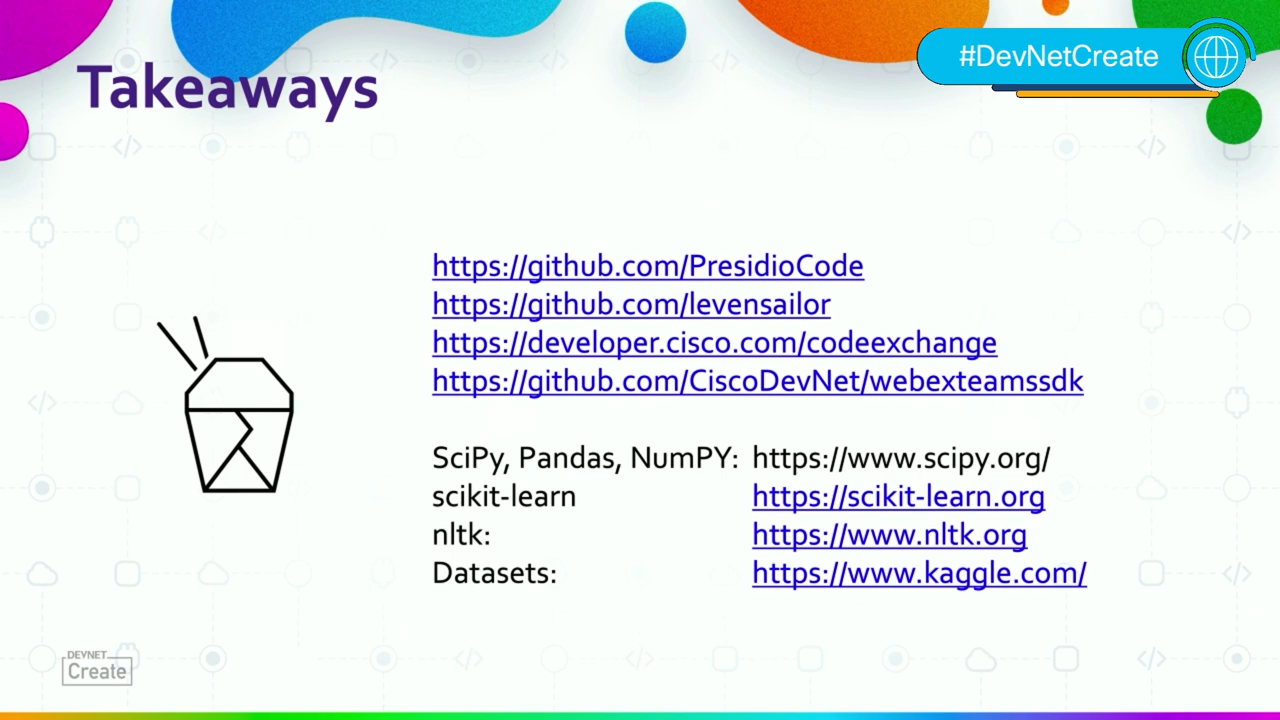 #DevNetCreate
Takeaways
https://github.com/PresidioCode
https://github.com/levensailor
https://developer.cisco.com/codeexchange
https://github.com/CiscoDevNet/webexteamssdk
SciPy, Pandas, NumPY: https://www.scipy.org/
scikit-learn https://scikit-learn.org
nltk: https://www.nltk.org
Datasets: https://www.kaggle.com/
DEVNET
Create